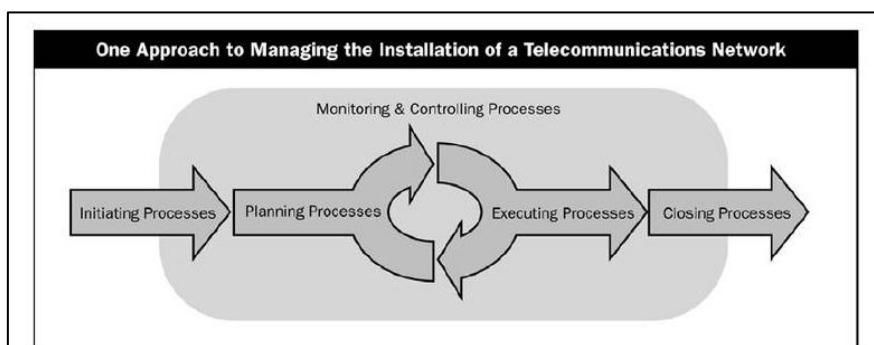 One Approach to Managing the Installation of a Telecommunications Network
Monitoring & Controlling Processes
Initiating Processes
Planning Processes
Executing Processes
Closing Processes